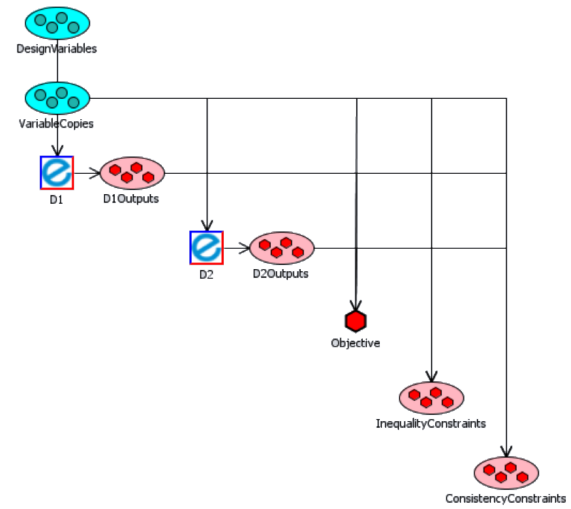 DesignVariables
VariableCopies
D1
D1Outputs
D2
D2Outputs
Objective
InequalityConstraints
ConsistencyConstraints